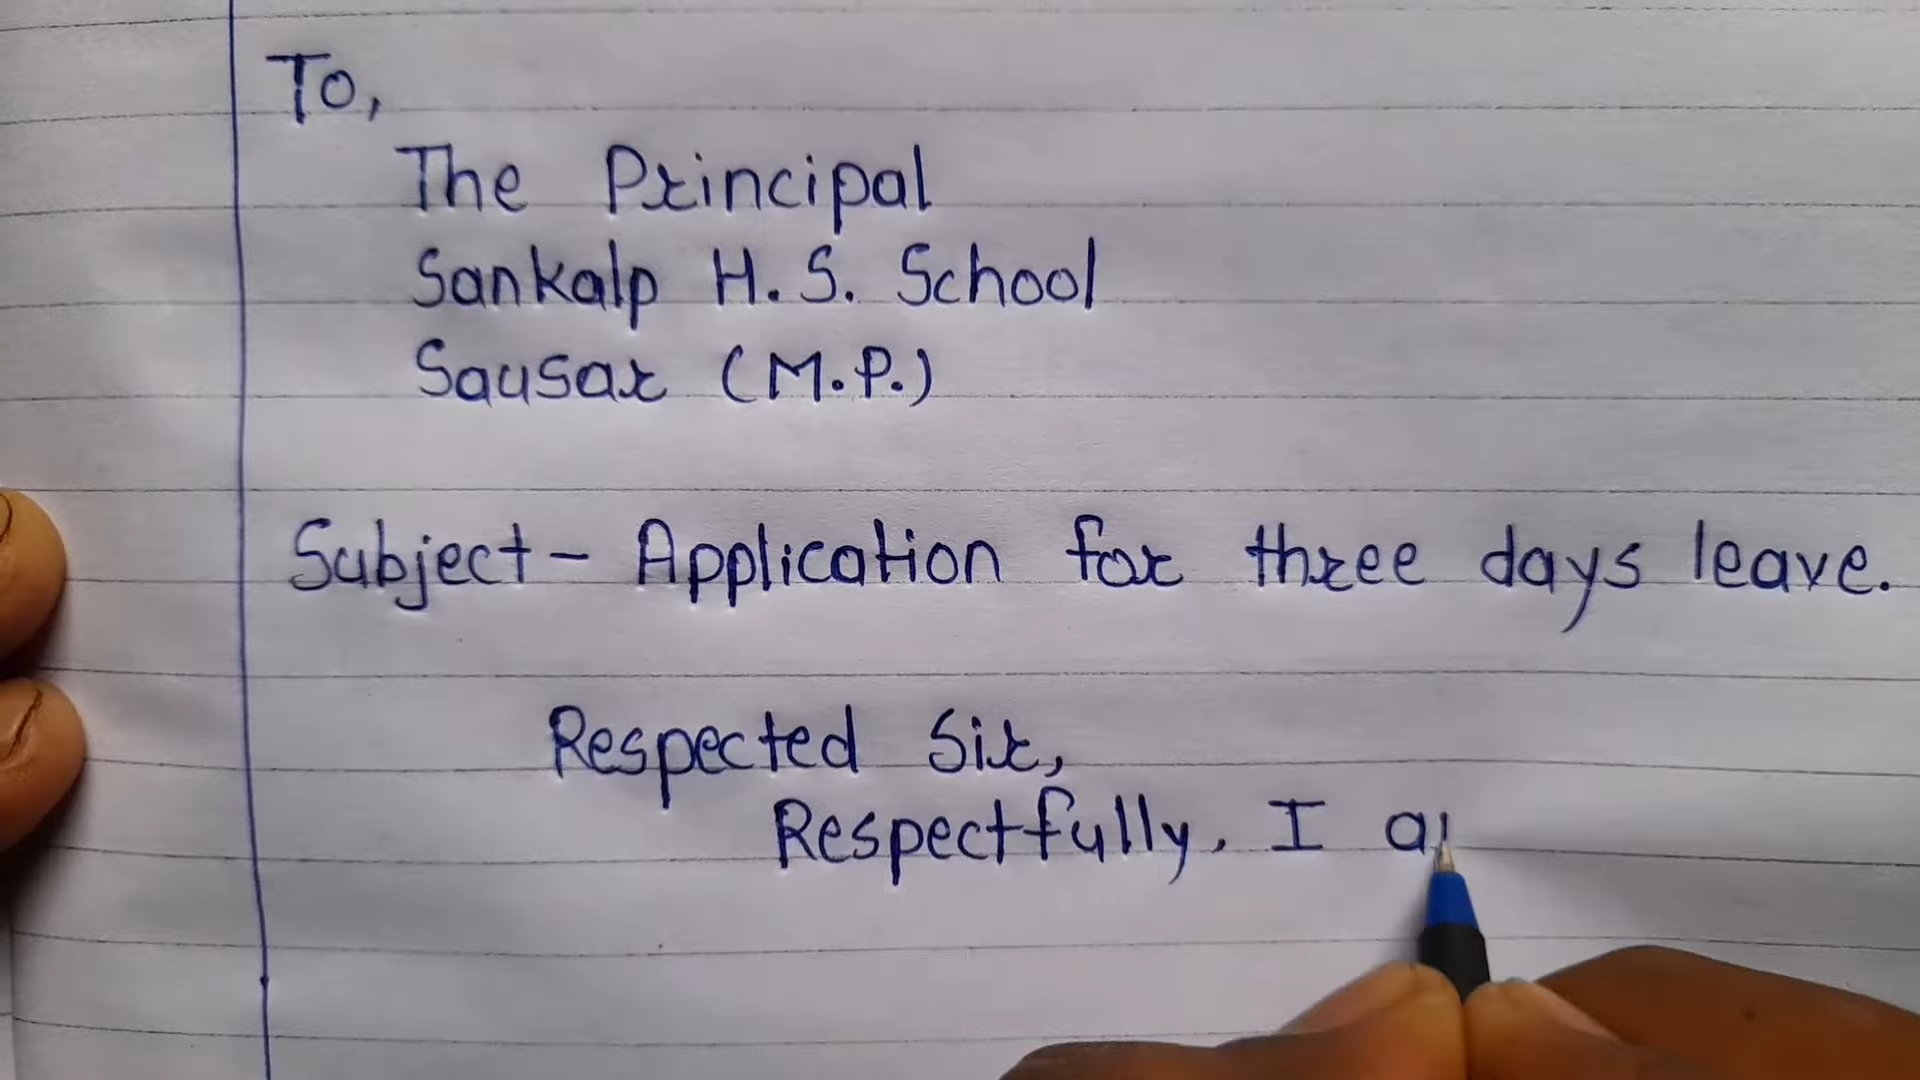 To,
The Principal
Sankalp H. S. School
Sausar (M.P.)
Subject - Application for three days leave.
Respected Sir,
Respectfully, I